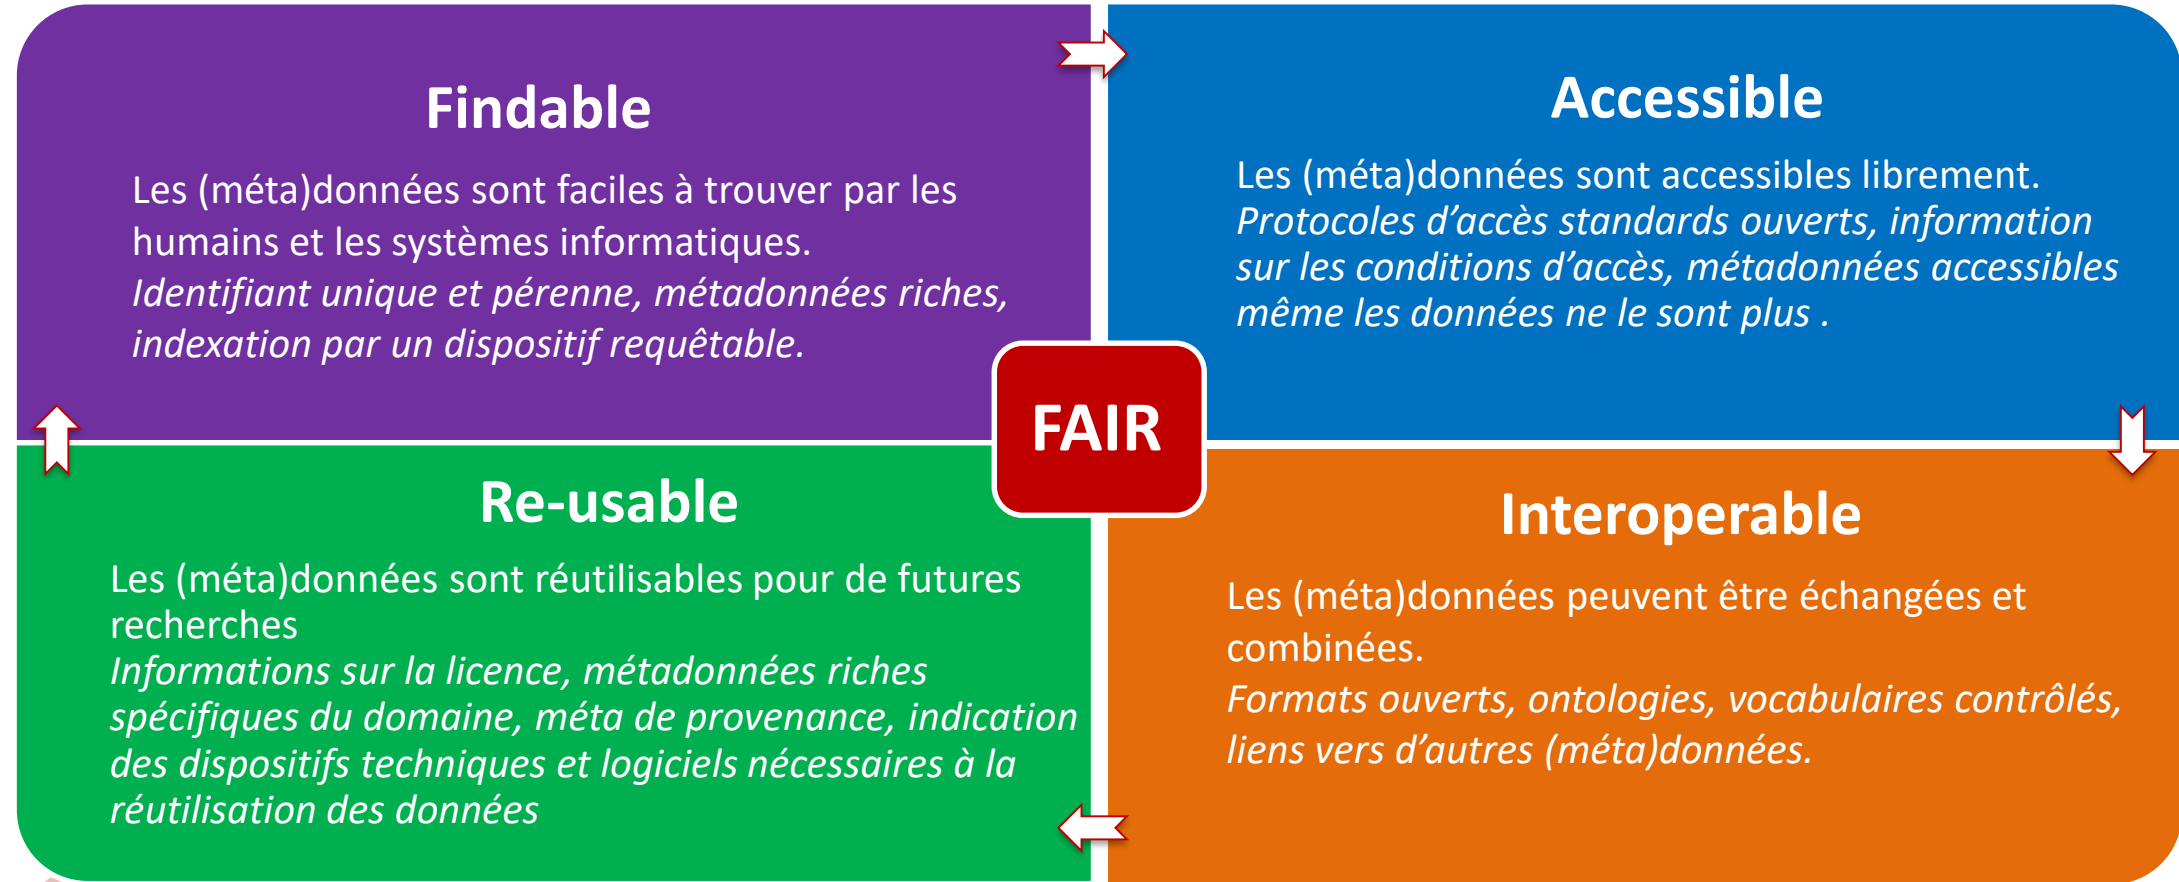 Findable
Les (méta)données sont faciles à trouver par les
humains et les systèmes informatiques.
Identifiant unique et pérenne, métadonnées riches,
indexation par un dispositif requêtable.
Accessible
Les (méta)données sont accessibles librement.
Protocoles d’accès standards ouverts, information
sur les conditions d’accès, métadonnées accessibles
même les données ne le sont plus .
FAIR
Re-usable
Les (méta)données sont réutilisables pour de futures
recherches
Informations sur la licence, métadonnées riches
spécifiques du domaine, méta de provenance, indication
des dispositifs techniques et logiciels nécessaires à la
réutilisation des données
Interoperable
Les (méta)données peuvent être échangées et
combinées.
Formats ouverts, ontologies, vocabulaires contrôlés,
liens vers d’autres (méta)données.